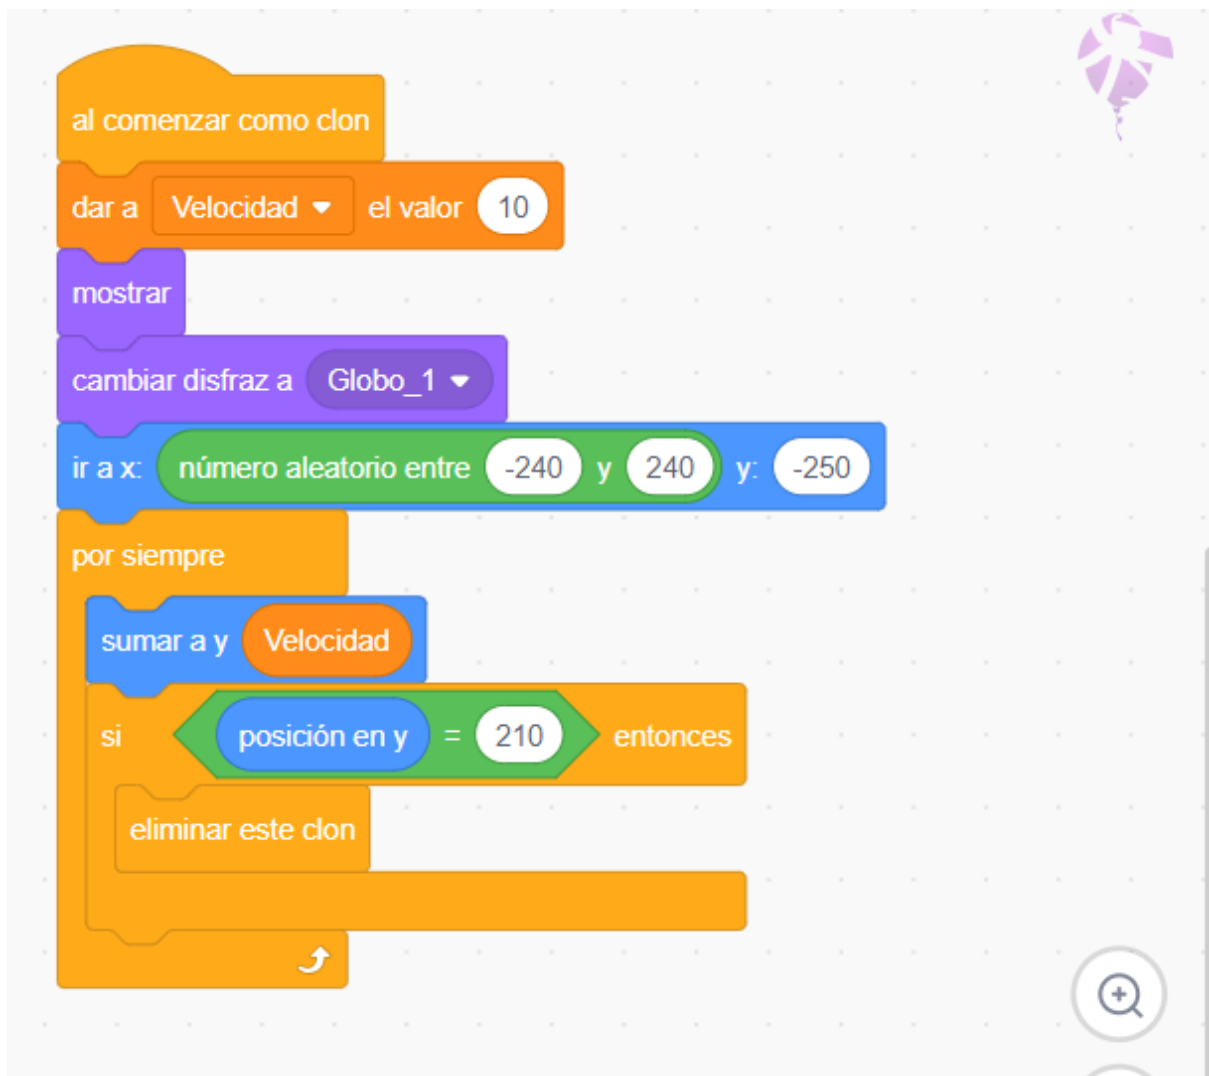 al comenzar como clon
dar a Velocidad el valor 10
mostrar
cambiar disfraz a Globo_1
ir a x: número aleatorio entre -240 y 240 y: -250
por siempre
sumar a y Velocidad
si posición en y = 210 entonces
eliminar este clon